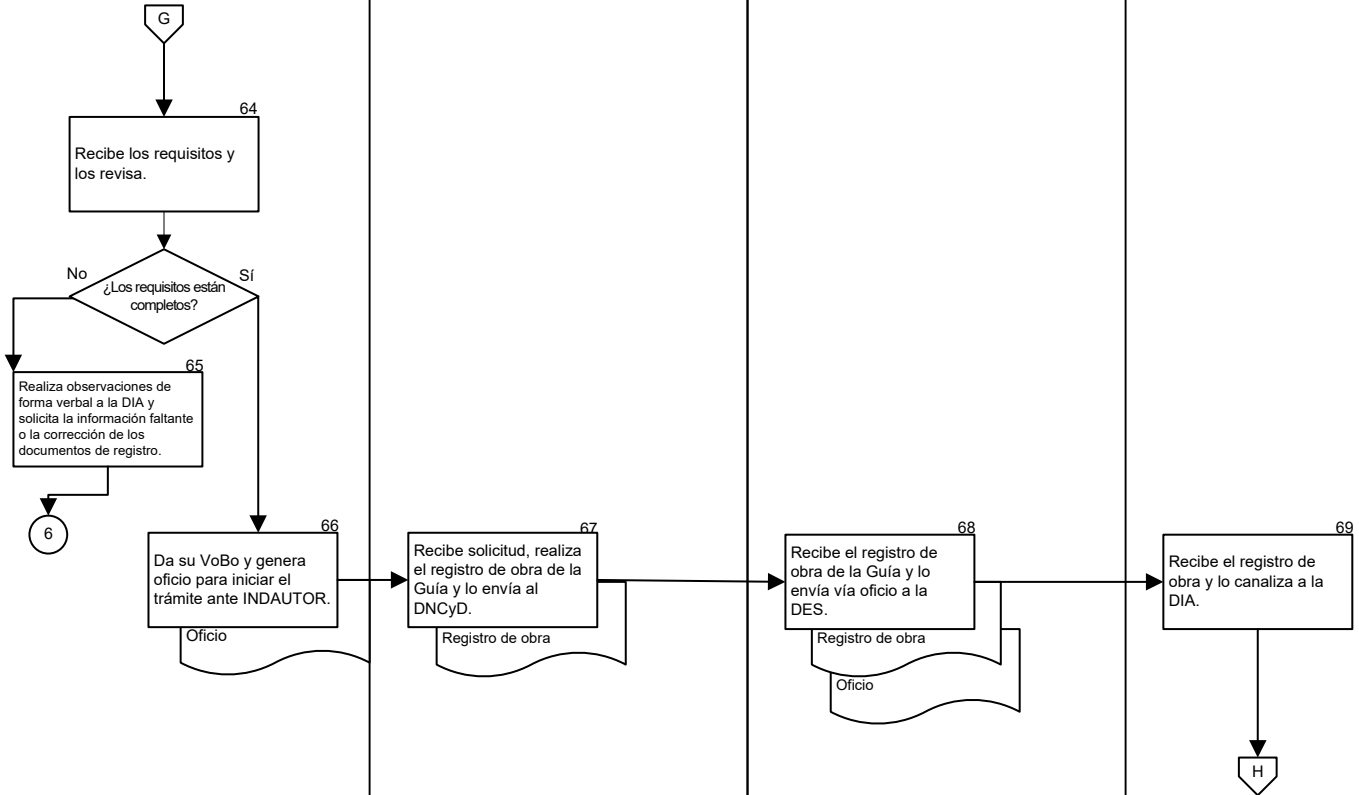 G
64
Recibe los requisitos y
los revisa.
No
Sí
¿Los requisitos están
completos?
65
Realiza observaciones de
forma verbal a la DIA y
solicita la información faltante
o la corrección de los
documentos de registro.
6
66
Da su VoBo y genera
oficio para iniciar el
trámite ante INDAUTOR.
Oficio
67
Recibe solicitud, realiza
el registro de obra de la
Guía y lo envía al
DNCyD.
Registro de obra
68
Recibe el registro de
obra de la Guía y lo
envía vía oficio a la
DES.
Registro de obra
Oficio
69
Recibe el registro de
obra y lo canaliza a la
DIA.
H